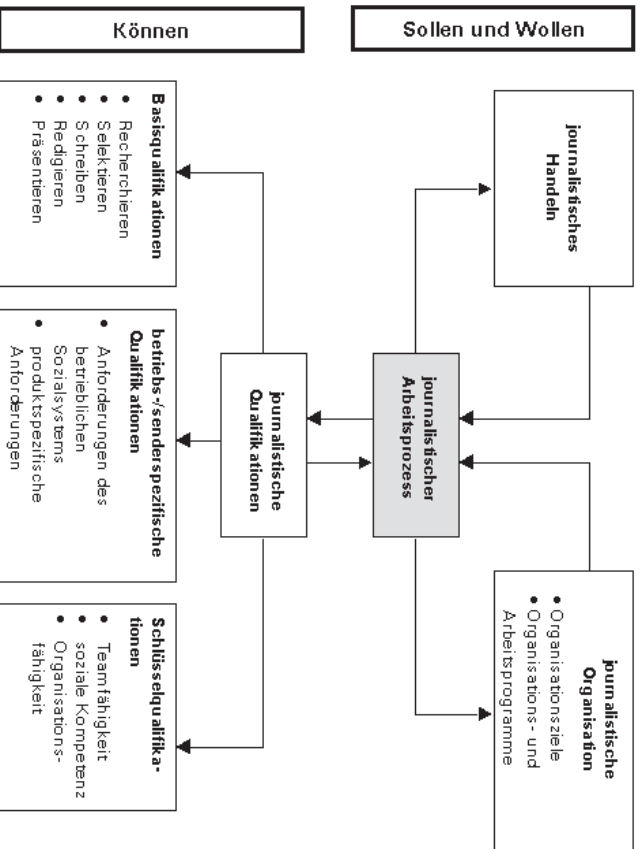 Können
Sollen und Wollen
journalistisches
Handeln
journalistische
Organisation
• Organisationsziele
• Organisations- und
Arbeitsprogramme
journalistischer
Arbeitsprozess
journalistische
Qualifikationen
Basisqualifikationen
• Recherchieren
• Selektieren
• Schreiben
• Redigieren
• Präsentieren
betriebs-/senderspezifische
Qualifikationen
• Anforderungen des
betrieblichen
Sozialsystems
• produktspezifische
Anforderungen
Schlüsselqualifika-
tionen
• Teamfähigkeit
• soziale Kompetenz
• Organisations-
fähigkeit